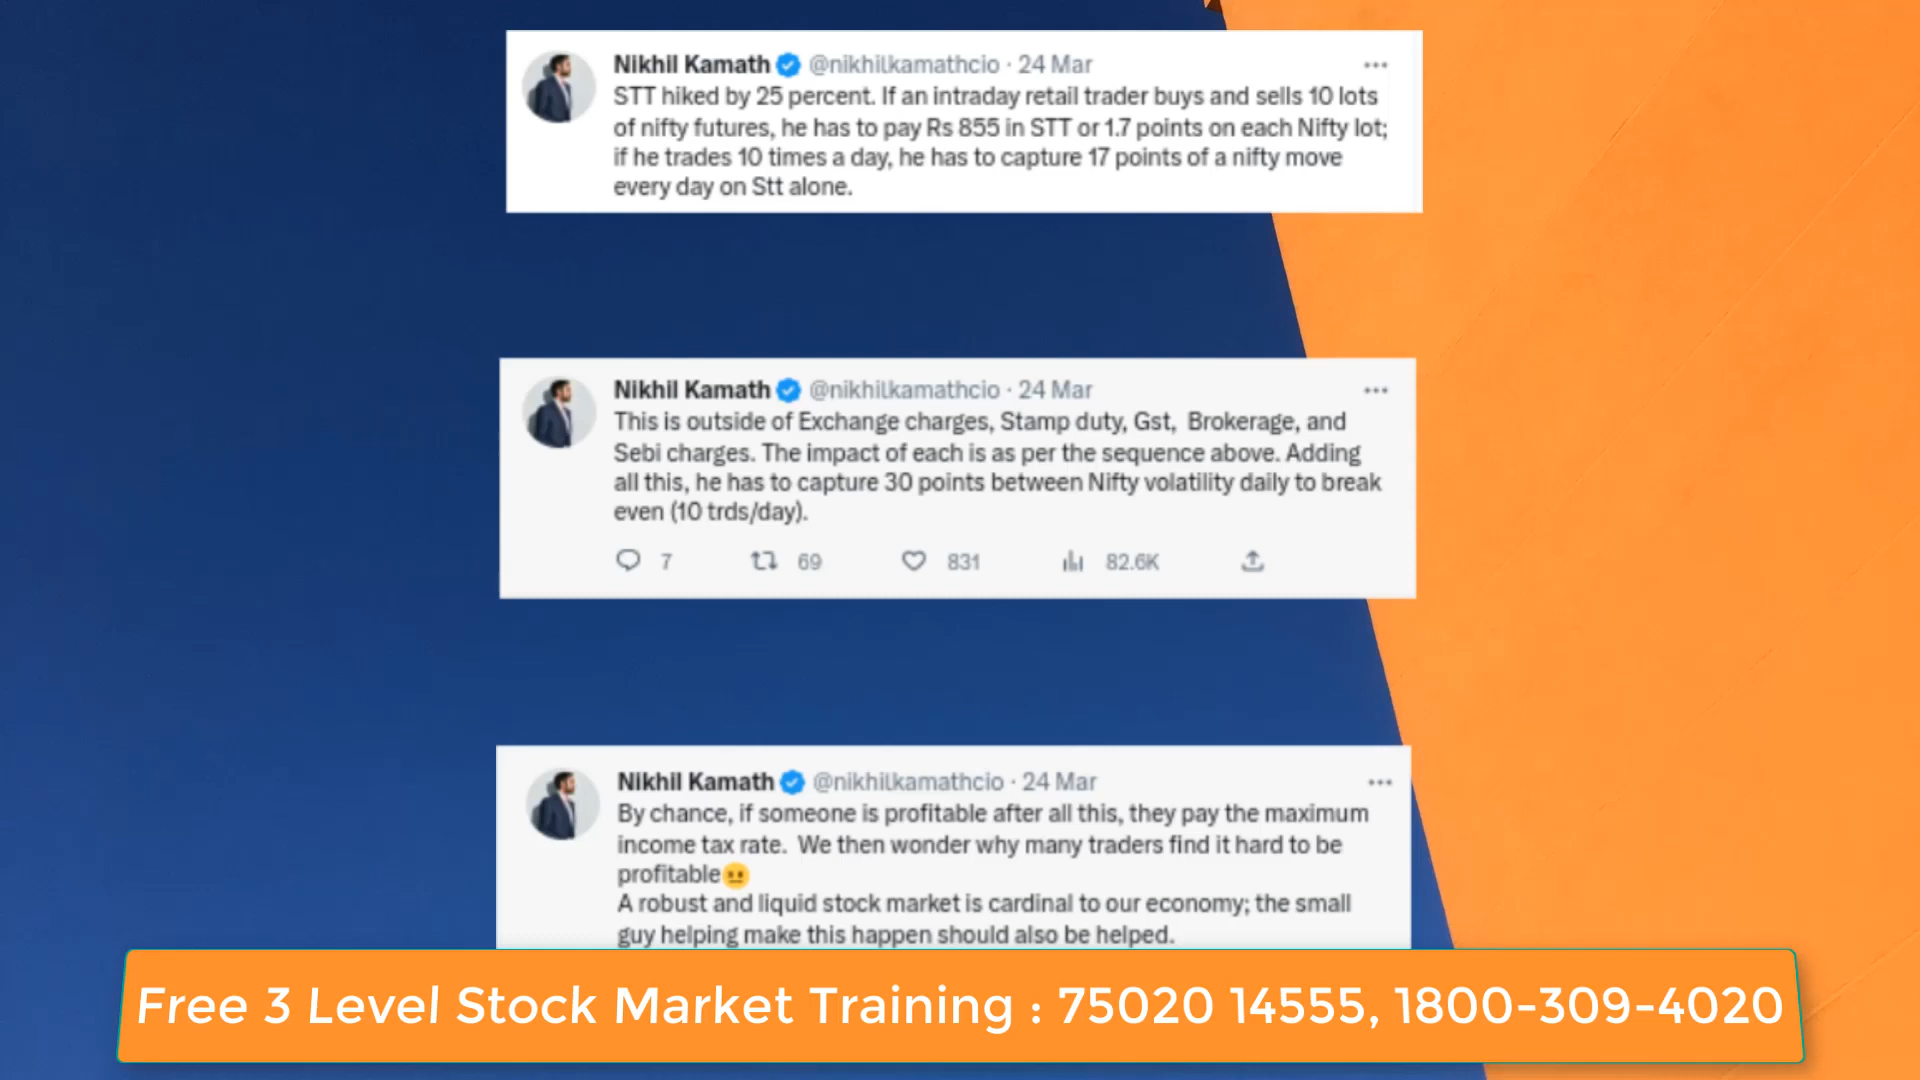 Nikhil Kamath @nikhilkamathcio · 24 Mar
STT hiked by 25 percent. If an intraday retail trader buys and sells 10 lots
of nifty futures, he has to pay Rs 855 in STT or 1.7 points on each Nifty lot;
if he trades 10 times a day, he has to capture 17 points of a nifty move
every day on Stt alone.
Nikhil Kamath @nikhilkamathcio · 24 Mar
This is outside of Exchange charges, Stamp duty, Gst, Brokerage, and
Sebi charges. The impact of each is as per the sequence above. Adding
all this, he has to capture 30 points between Nifty volatility daily to break
even (10 trds/day).
7 69 831 82.6K
Nikhil Kamath @nikhilkamathcio · 24 Mar
By chance, if someone is profitable after all this, they pay the maximum
income tax rate. We then wonder why many traders find it hard to be
profitable😐
A robust and liquid stock market is cardinal to our economy; the small
guy helping make this happen should also be helped.
Free 3 Level Stock Market Training : 75020 14555, 1800-309-4020